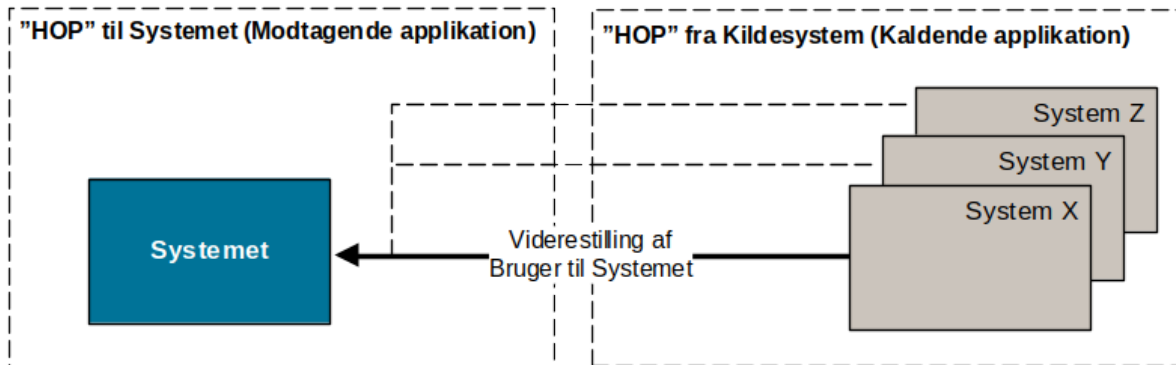 ”HOP” til Systemet (Modtagende applikation)
”HOP” fra Kildesystem (Kaldende applikation)
System Z
System Y
System X
Systemet
Viderestilling af
Bruger til Systemet